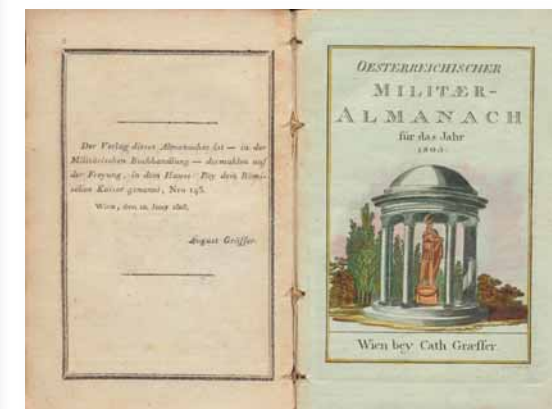 Der Verlag dieses Almanaches ist — in der
Militärischen Buchhandlung — dermahlen auf
der Freyung, in dem Hause: Bey dem Römi-
schen Kaiser genannt, Nro 145.
Wien, den
August Gräffer.
OESTERREICHISCHER
MILITÆR-
ALMANACH
für das Jahr
Wien bey Cath Græffer.